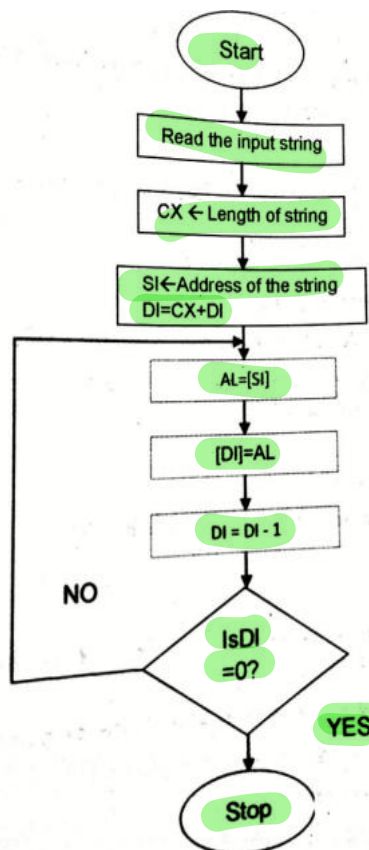 Start
Read the input string
CX ← Length of string
SI←Address of the string
DI=CX+DI
AL=[SI]
[DI]=AL
DI = DI - 1
NO
IsDI
=0?
YES
Stop